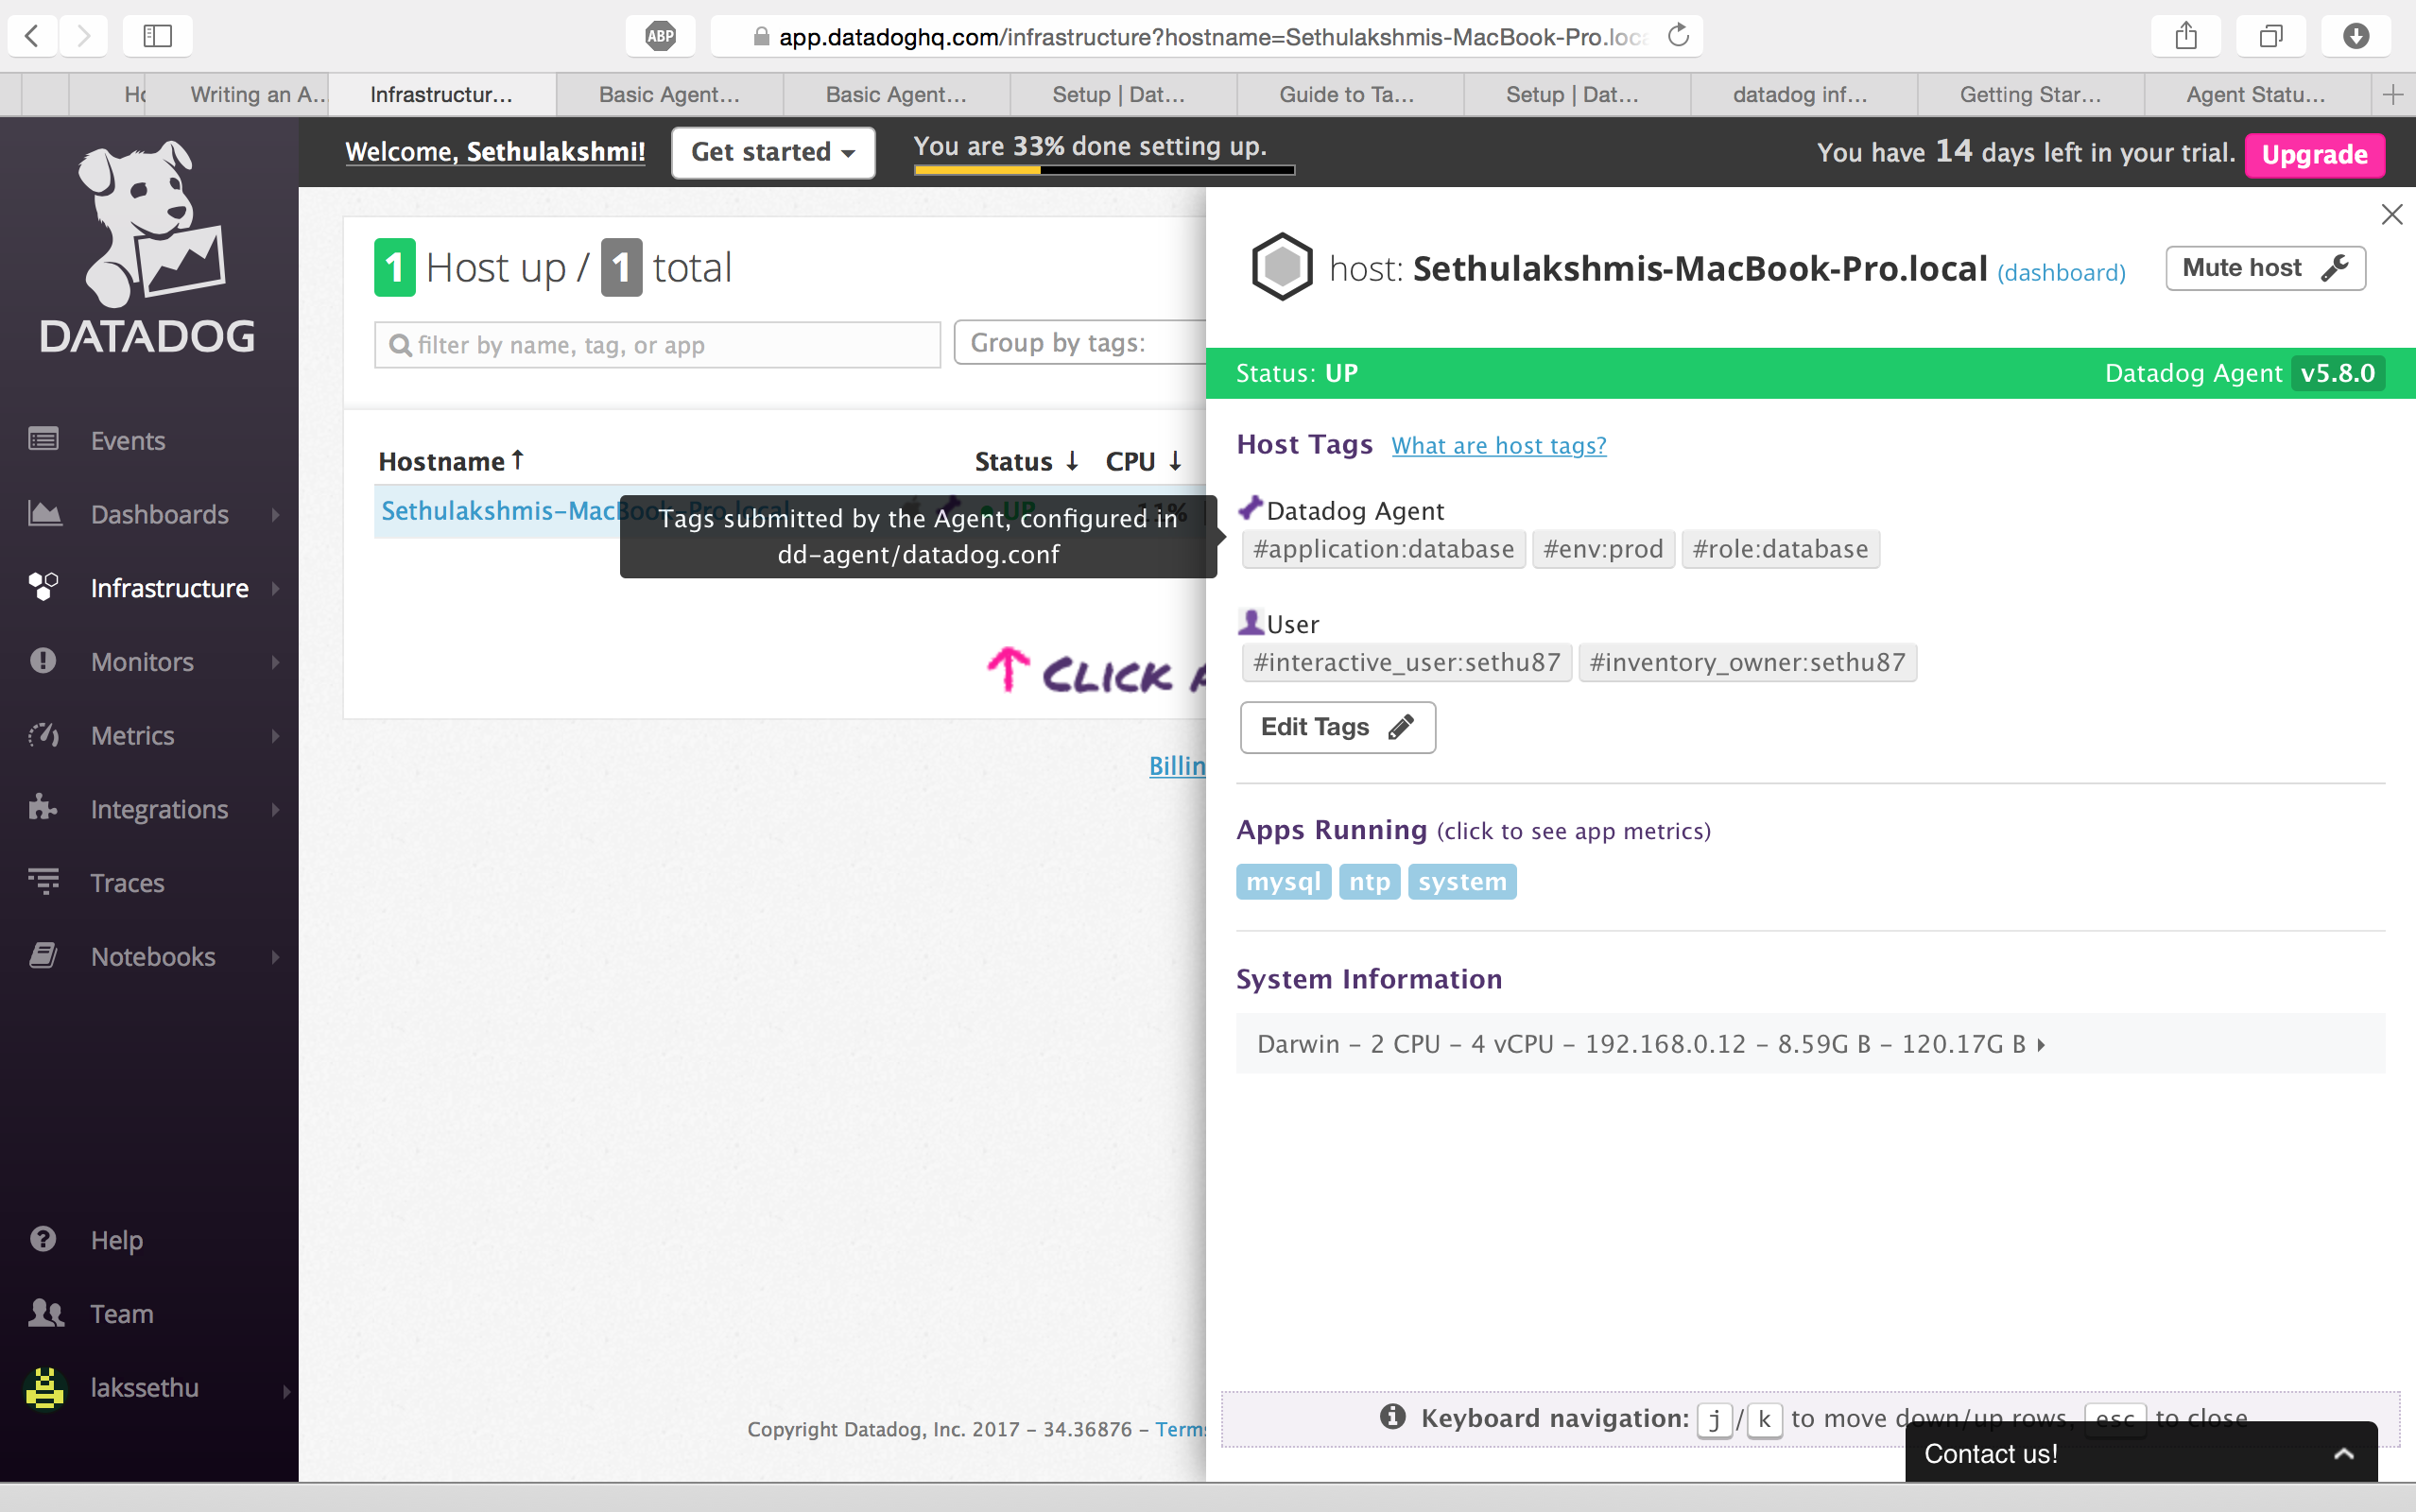 ABP
app.datadoghq.com/infrastructure?hostname=Sethulakshmis-MacBook-Pro.loc
Writing an A... Infrastructur... Basic Agent... Basic Agent... Setup | Dat... Guide to Ta... Setup | Dat... datadog inf... Getting Star... Agent Statu...
DATADOG
Welcome, Sethulakshmi!
Get started
You are 33% done setting up.
You have 14 days left in your trial.
Upgrade
Events
Dashboards
Infrastructure
Monitors
Metrics
Integrations
Traces
Notebooks
Help
Team
lakssethu
1 Host up / 1 total
filter by name, tag, or app
Group by tags:
Hostname ↑ Status ↓ CPU ↓
Sethulakshmis-MacBook-Pro.local UP 11%
Tags submitted by the Agent, configured in
dd-agent/datadog.conf
CLICK
Billin
Copyright Datadog, Inc. 2017 - 34.36876 - Terms
host: Sethulakshmis-MacBook-Pro.local (dashboard)
Mute host
Status: UP
Datadog Agent v5.8.0
Host Tags What are host tags?
Datadog Agent
#application:database #env:prod #role:database
User
#interactive_user:sethu87 #inventory_owner:sethu87
Edit Tags
Apps Running (click to see app metrics)
mysql ntp system
System Information
Darwin - 2 CPU - 4 vCPU - 192.168.0.12 - 8.59G B - 120.17G B
Keyboard navigation: j / k to move down/up rows, esc to close
Contact us!